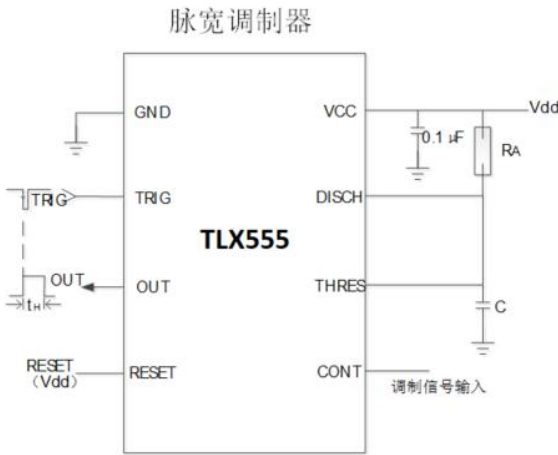 脉宽调制器
GND
VCC
Vdd
0.1 μF
RA
TRIG
TRIG
DISCH
TLX555
OUT
OUT
THRES
tH
C
RESET
(Vdd)
RESET
CONT
调制信号输入